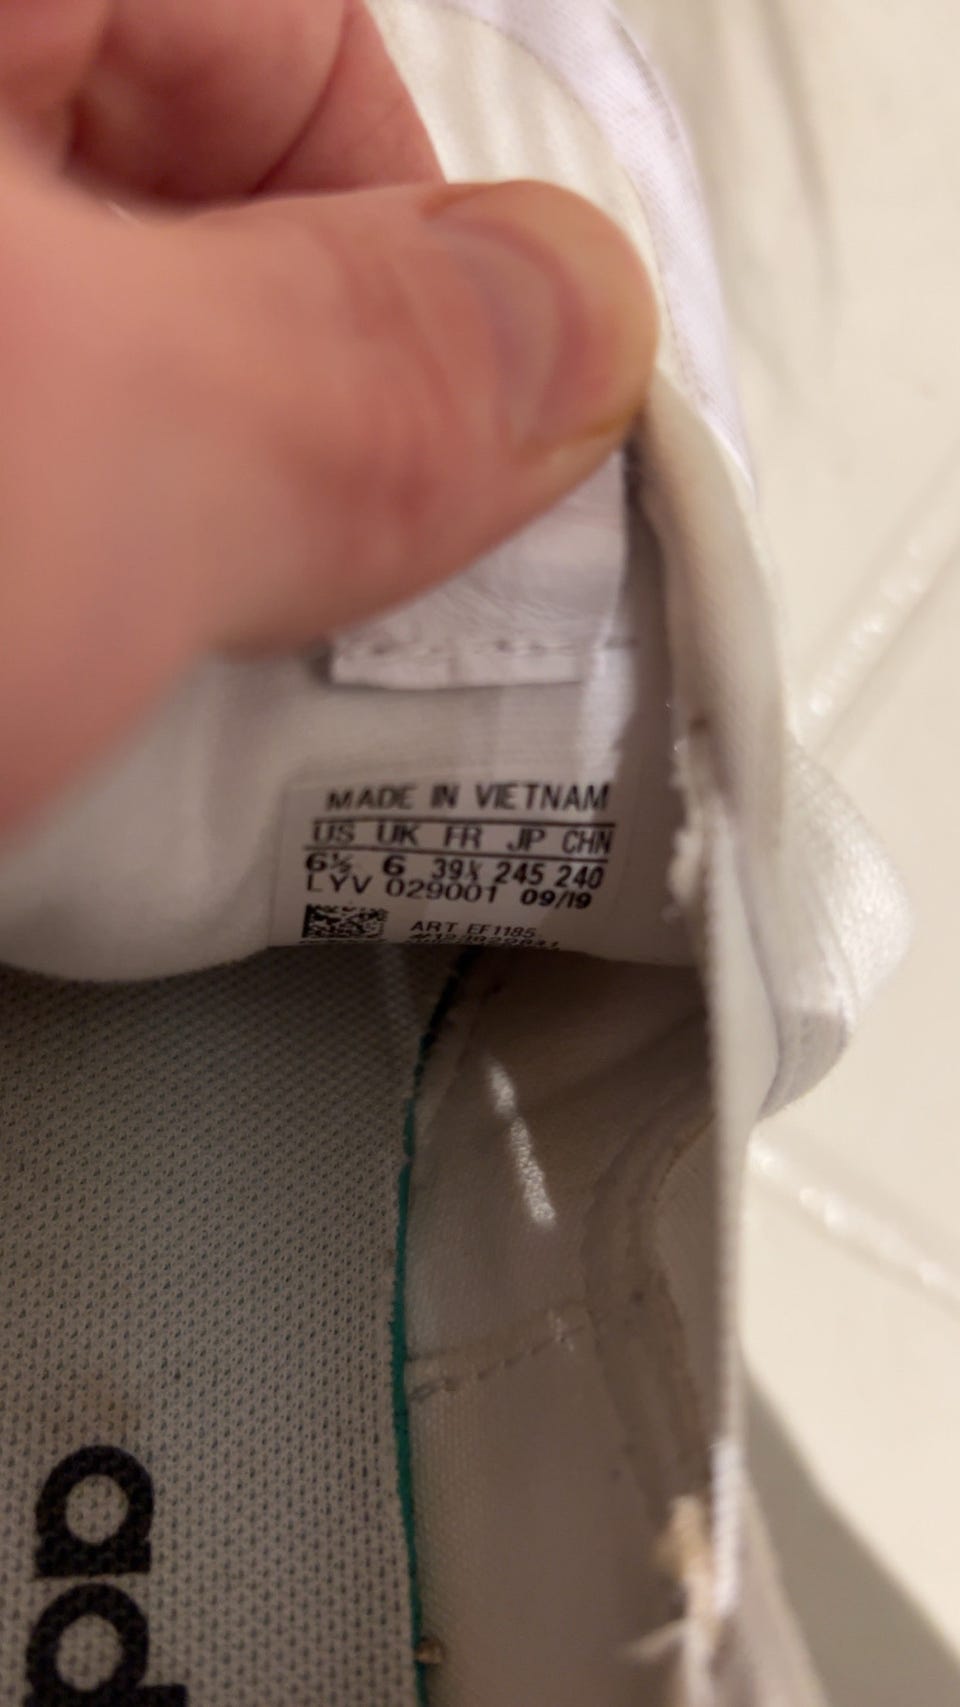 MADE IN VIETNAM
US UK FR JP CHN
6½ 6 39⅓ 245 240
LYV 029001 09/19
ART EF1185
ad